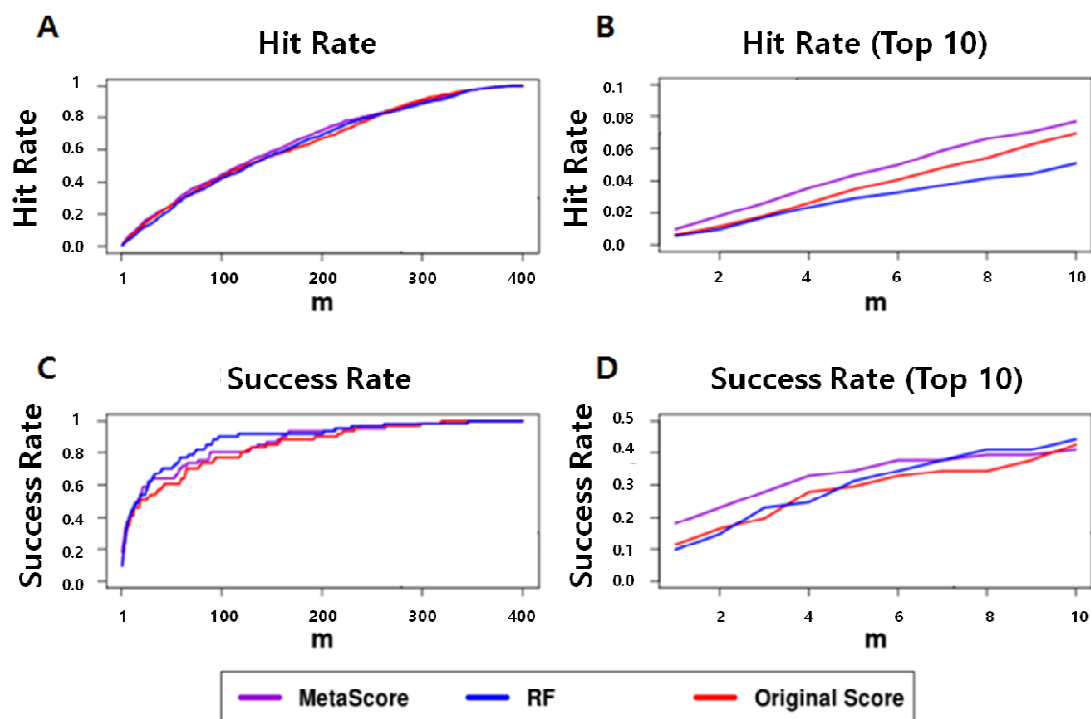 A
Hit Rate
Hit Rate
1
0.8
0.6
0.4
0.2
0.0
1 100 200 300 400
m
B
Hit Rate (Top 10)
Hit Rate
0.1
0.08
0.06
0.04
0.02
0.0
2 4 6 8 10
m
C
Success Rate
Success Rate
1
0.8
0.6
0.4
0.2
0.0
1 100 200 300 400
m
D
Success Rate (Top 10)
Success Rate
0.5
0.4
0.3
0.2
0.1
0.0
2 4 6 8 10
m
MetaScore RF Original Score